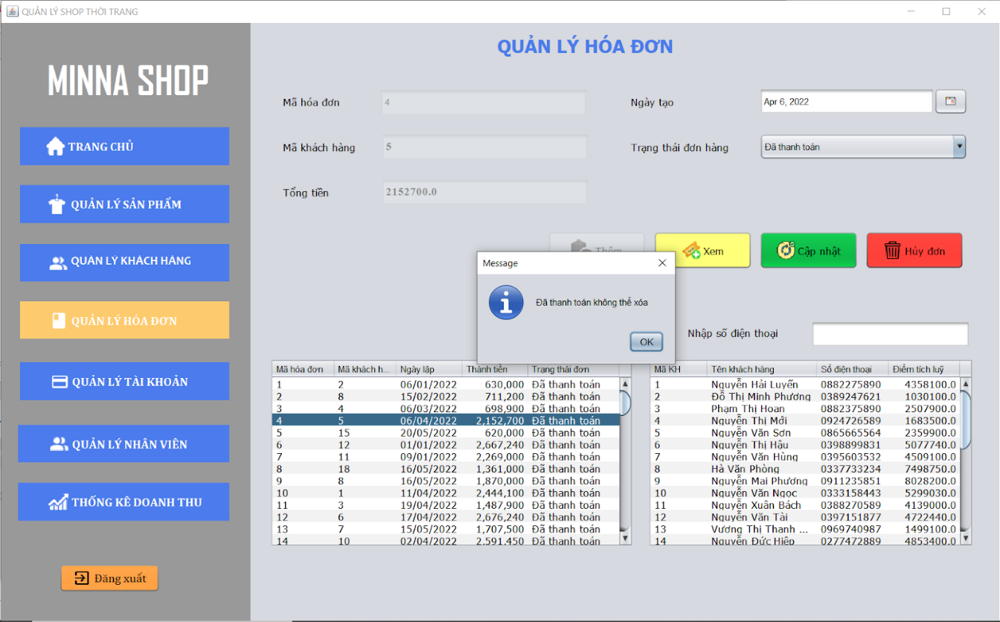 QUẢN LÝ SHOP THỜI TRANG
MINNA SHOP
TRANG CHỦ
QUẢN LÝ SẢN PHẨM
QUẢN LÝ KHÁCH HÀNG
QUẢN LÝ HÓA ĐƠN
QUẢN LÝ TÀI KHOẢN
QUẢN LÝ NHÂN VIÊN
THỐNG KÊ DOANH THU
Đăng xuất
QUẢN LÝ HÓA ĐƠN
Mã hóa đơn 4 Ngày tạo Apr 6, 2022
Mã khách hàng 5 Trạng thái đơn hàng Đã thanh toán
Tổng tiền 2152700.0
Thêm Xem Cập nhật Hủy đơn
Message
Đã thanh toán không thể xóa
OK
Nhập số điện thoại
Mã hóa đơn Mã khách h... Ngày lập Thành tiền Trạng thái đơn
1 2 06/01/2022 630,000 Đã thanh toán
2 8 15/02/2022 711,200 Đã thanh toán
3 4 06/03/2022 698,900 Đã thanh toán
4 5 06/04/2022 2,152,700 Đã thanh toán
5 15 20/05/2022 620,000 Đã thanh toán
6 12 01/01/2022 2,667,240 Đã thanh toán
7 11 09/01/2022 2,269,000 Đã thanh toán
8 18 16/05/2022 1,361,000 Đã thanh toán
9 8 16/05/2022 1,870,000 Đã thanh toán
10 1 11/04/2022 2,444,100 Đã thanh toán
11 3 19/04/2022 1,487,900 Đã thanh toán
12 6 17/04/2022 2,676,240 Đã thanh toán
13 7 15/05/2022 1,707,500 Đã thanh toán
14 10 02/04/2022 2,591,450 Đã thanh toán
Mã KH Tên khách hàng Số điện thoại Điểm tích luỹ
1 Nguyễn Hải Luyến 0882275890 4358100.0
2 Đỗ Thị Minh Phương 0389247621 1030100.0
3 Phạm Thị Hoan 0882375890 2507900.0
4 Nguyễn Thị Mới 0924726589 1683500.0
5 Nguyễn Văn Sơn 0865665564 2359900.0
6 Nguyễn Thị Hậu 0398899831 5077740.0
7 Nguyễn Văn Hùng 0395603532 4509100.0
8 Hà Văn Phòng 0337733234 7498750.0
9 Nguyễn Mai Phương 0911235851 8028200.0
10 Nguyễn Văn Ngọc 0333158443 5299030.0
11 Nguyễn Xuân Bách 0388270589 4139000.0
12 Nguyễn Văn Tài 0397151877 4722440.0
13 Vương Thị Thanh ... 0969740987 1499100.0
14 Nguyễn Đức Hiệp 0277472889 4853400.0